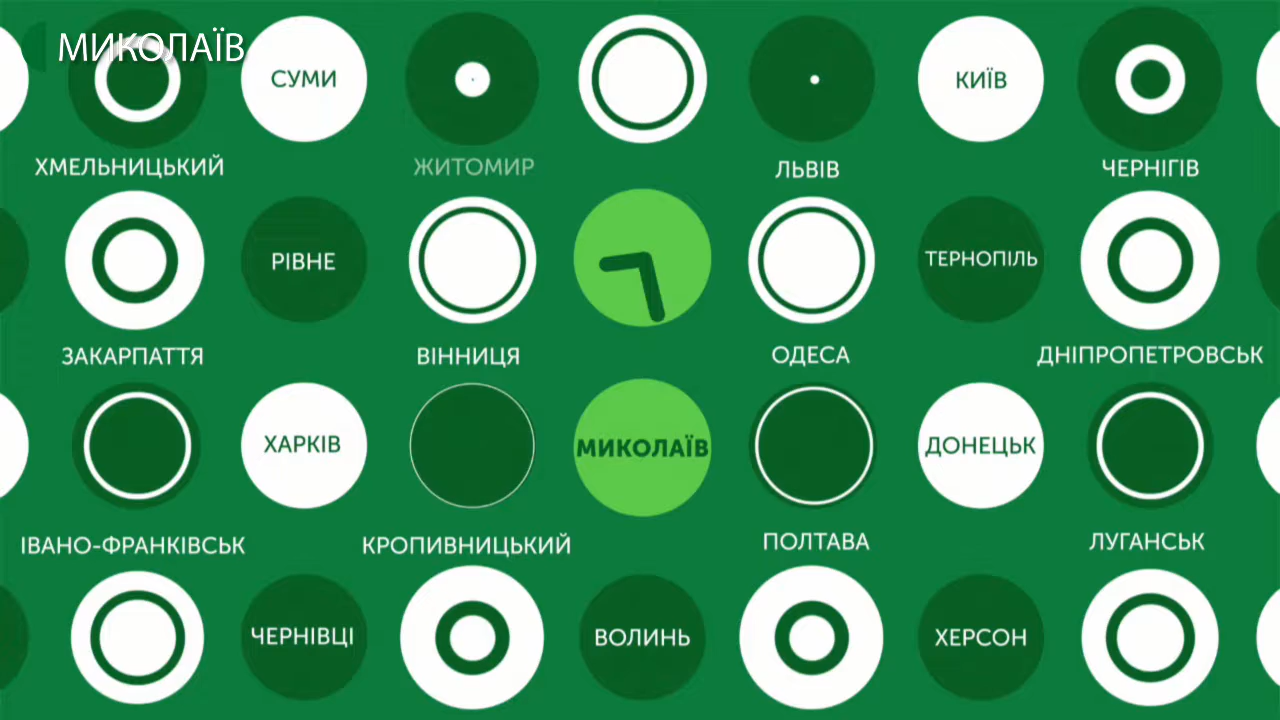 МИКОЛАЇВ
СУМИ
КИЇВ
ХМЕЛЬНИЦЬКИЙ
ЖИТОМИР
ЛЬВІВ
ЧЕРНІГІВ
РІВНЕ
ТЕРНОПІЛЬ
ЗАКАРПАТТЯ
ВІННИЦЯ
ОДЕСА
ДНІПРОПЕТРОВСЬК
ХАРКІВ
МИКОЛАЇВ
ДОНЕЦЬК
ІВАНО-ФРАНКІВСЬК
КРОПИВНИЦЬКИЙ
ПОЛТАВА
ЛУГАНСЬК
ЧЕРНІВЦІ
ВОЛИНЬ
ХЕРСОН